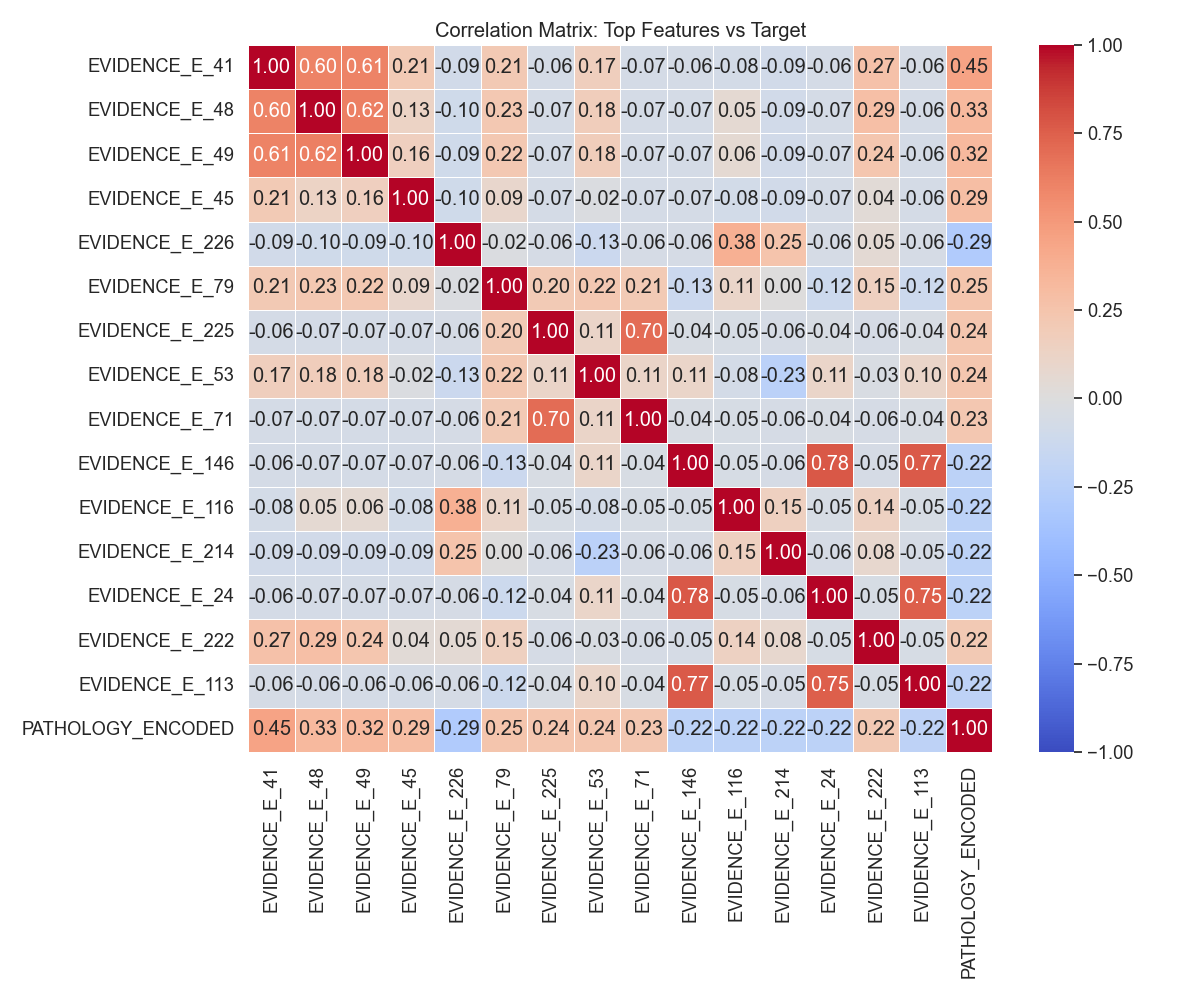 Correlation Matrix: Top Features vs Target
EVIDENCE_E_41 1.00 0.60 0.61 0.21 -0.09 0.21 -0.06 0.17 -0.07 -0.06 -0.08 -0.09 -0.06 0.27 -0.06 0.45
EVIDENCE_E_48 0.60 1.00 0.62 0.13 -0.10 0.23 -0.07 0.18 -0.07 -0.07 0.05 -0.09 -0.07 0.29 -0.06 0.33
EVIDENCE_E_49 0.61 0.62 1.00 0.16 -0.09 0.22 -0.07 0.18 -0.07 -0.07 0.06 -0.09 -0.07 0.24 -0.06 0.32
EVIDENCE_E_45 0.21 0.13 0.16 1.00 -0.10 0.09 -0.07 -0.02 -0.07 -0.07 -0.08 -0.09 -0.07 0.04 -0.06 0.29
EVIDENCE_E_226 -0.09 -0.10 -0.09 -0.10 1.00 -0.02 -0.06 -0.13 -0.06 -0.06 0.38 0.25 -0.06 0.05 -0.06 -0.29
EVIDENCE_E_79 0.21 0.23 0.22 0.09 -0.02 1.00 0.20 0.22 0.21 -0.13 0.11 0.00 -0.12 0.15 -0.12 0.25
EVIDENCE_E_225 -0.06 -0.07 -0.07 -0.07 -0.06 0.20 1.00 0.11 0.70 -0.04 -0.05 -0.06 -0.04 -0.06 -0.04 0.24
EVIDENCE_E_53 0.17 0.18 0.18 -0.02 -0.13 0.22 0.11 1.00 0.11 0.11 -0.08 -0.23 0.11 -0.03 0.10 0.24
EVIDENCE_E_71 -0.07 -0.07 -0.07 -0.07 -0.06 0.21 0.70 0.11 1.00 -0.04 -0.05 -0.06 -0.04 -0.06 -0.04 0.23
EVIDENCE_E_146 -0.06 -0.07 -0.07 -0.07 -0.06 -0.13 -0.04 0.11 -0.04 1.00 -0.05 -0.06 0.78 -0.05 0.77 -0.22
EVIDENCE_E_116 -0.08 0.05 0.06 -0.08 0.38 0.11 -0.05 -0.08 -0.05 -0.05 1.00 0.15 -0.05 0.14 -0.05 -0.22
EVIDENCE_E_214 -0.09 -0.09 -0.09 -0.09 0.25 0.00 -0.06 -0.23 -0.06 -0.06 0.15 1.00 -0.06 0.08 -0.05 -0.22
EVIDENCE_E_24 -0.06 -0.07 -0.07 -0.07 -0.06 -0.12 -0.04 0.11 -0.04 0.78 -0.05 -0.06 1.00 -0.05 0.75 -0.22
EVIDENCE_E_222 0.27 0.29 0.24 0.04 0.05 0.15 -0.06 -0.03 -0.06 -0.05 0.14 0.08 -0.05 1.00 -0.05 0.22
EVIDENCE_E_113 -0.06 -0.06 -0.06 -0.06 -0.06 -0.12 -0.04 0.10 -0.04 0.77 -0.05 -0.05 0.75 -0.05 1.00 -0.22
PATHOLOGY_ENCODED 0.45 0.33 0.32 0.29 -0.29 0.25 0.24 0.24 0.23 -0.22 -0.22 -0.22 -0.22 0.22 -0.22 1.00
EVIDENCE_E_41
EVIDENCE_E_48
EVIDENCE_E_49
EVIDENCE_E_45
EVIDENCE_E_226
EVIDENCE_E_79
EVIDENCE_E_225
EVIDENCE_E_53
EVIDENCE_E_71
EVIDENCE_E_146
EVIDENCE_E_116
EVIDENCE_E_214
EVIDENCE_E_24
EVIDENCE_E_222
EVIDENCE_E_113
PATHOLOGY_ENCODED
1.00
0.75
0.50
0.25
0.00
−0.25
−0.50
−0.75
−1.00